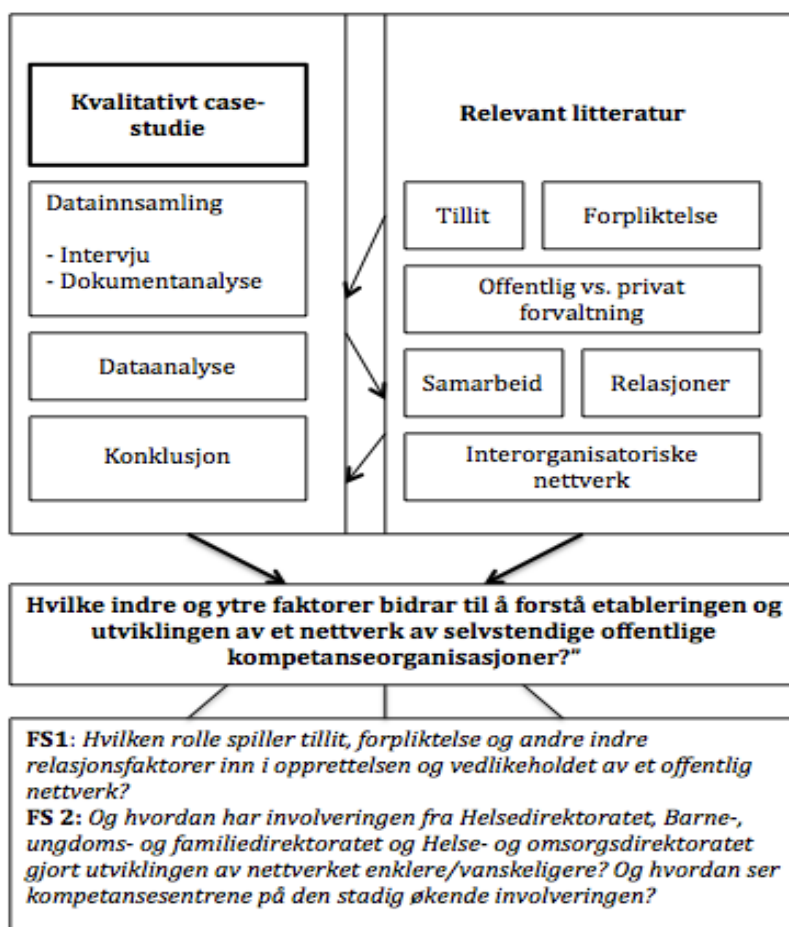 Kvalitativt case-
studie
Datainnsamling
- Intervju
- Dokumentanalyse
Dataanalyse
Konklusjon
Relevant litteratur
Tillit
Forpliktelse
Offentlig vs. privat
forvaltning
Samarbeid
Relasjoner
Interorganisatoriske
nettverk
Hvilke indre og ytre faktorer bidrar til å forstå etableringen og
utviklingen av et nettverk av selvstendige offentlige
kompetanseorganisasjoner?"
FS1: Hvilken rolle spiller tillit, forpliktelse og andre indre
relasjonsfaktorer inn i opprettelsen og vedlikeholdet av et offentlig
nettverk?
FS 2: Og hvordan har involveringen fra Helsedirektoratet, Barne-,
ungdoms- og familiedirektoratet og Helse- og omsorgsdirektoratet
gjort utviklingen av nettverket enklere/vanskeligere? Og hvordan ser
kompetansesentrene på den stadig økende involveringen?